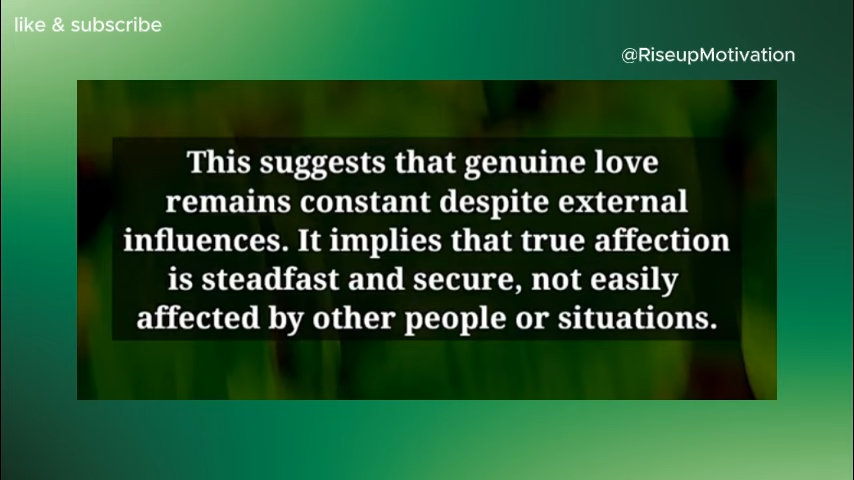 like & subscribe
@RiseupMotivation
This suggests that genuine love
remains constant despite external
influences. It implies that true affection
is steadfast and secure, not easily
affected by other people or situations.